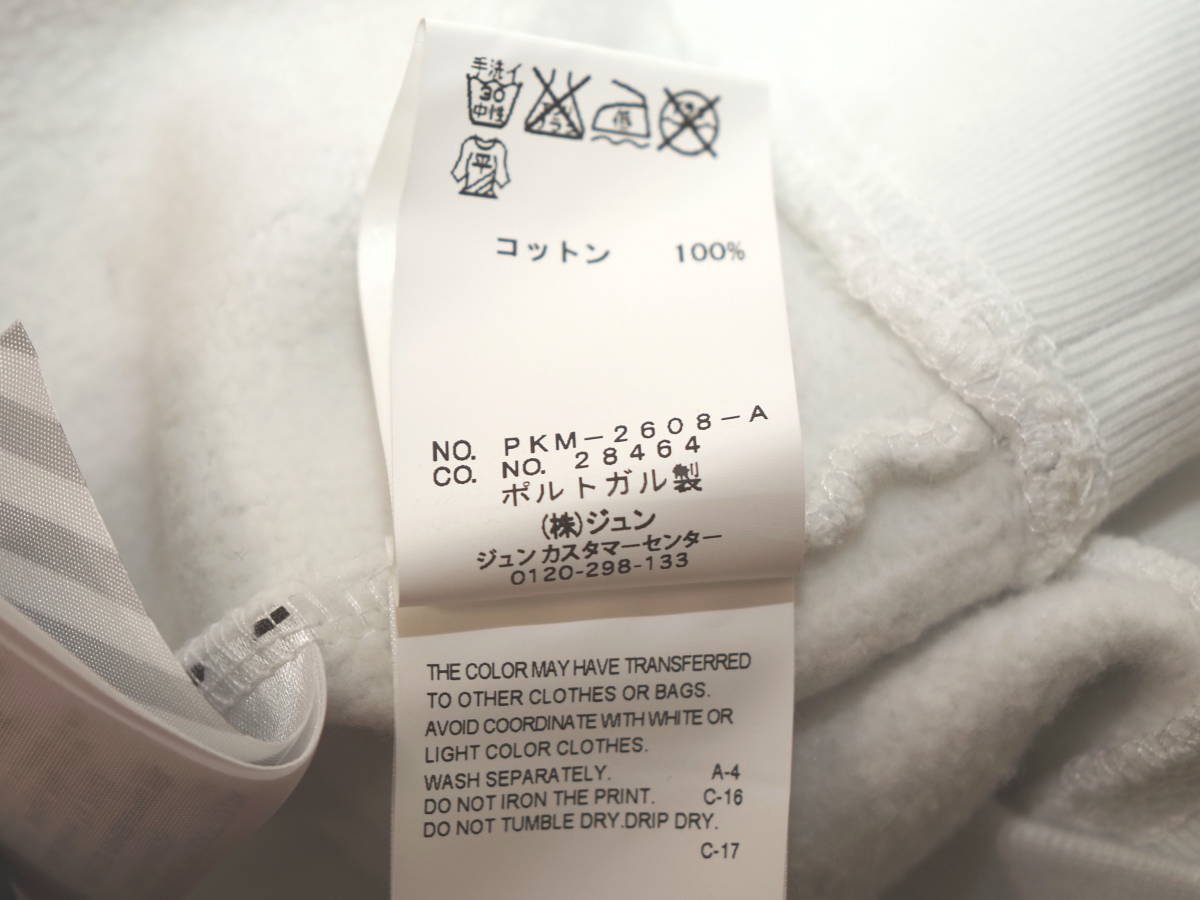 手洗イ
30
中性
低
平
コットン 100%
NO. PKM-2608-A
CO. NO. 28464
ポルトガル製
(株)ジュン
ジュン カスタマーセンター
0120-298-133
THE COLOR MAY HAVE TRANSFERRED
TO OTHER CLOTHES OR BAGS.
AVOID COORDINATE WITH WHITE OR
LIGHT COLOR CLOTHES.
WASH SEPARATELY. A-4
DO NOT IRON THE PRINT. C-16
DO NOT TUMBLE DRY.DRIP DRY.
C-17